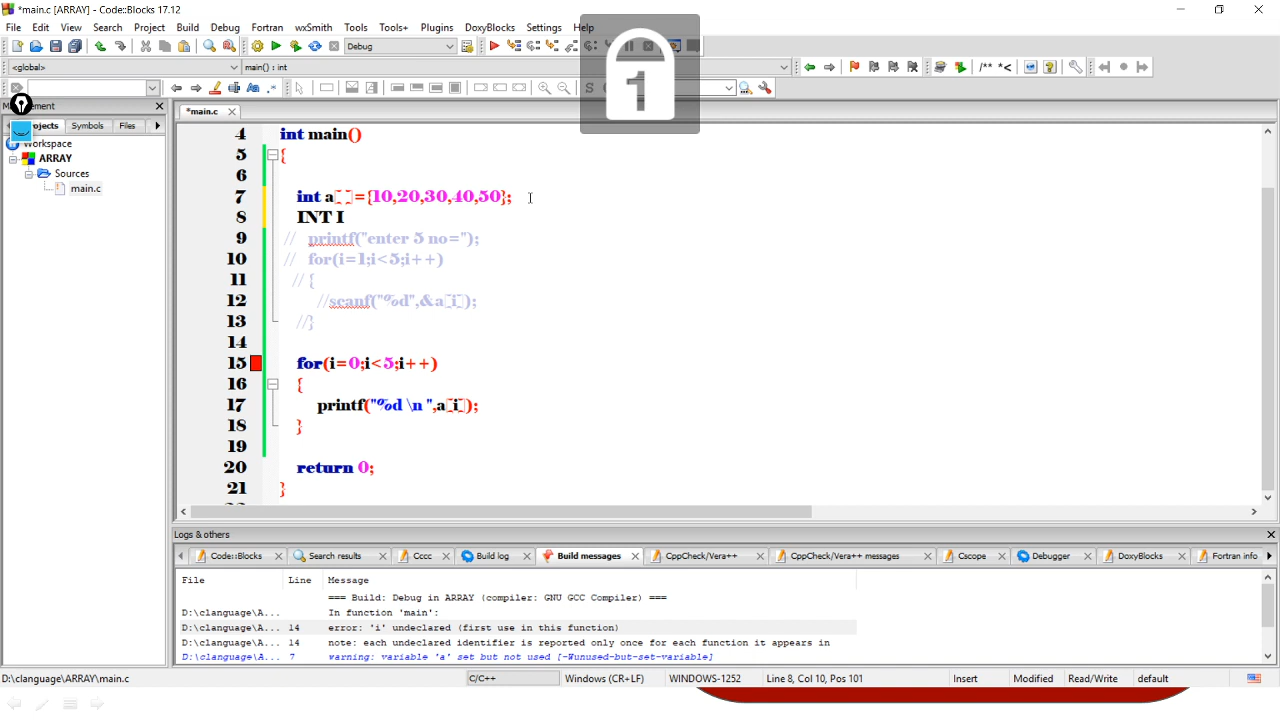 *main.c [ARRAY] - Code::Blocks 17.12
File Edit View Search Project Build Debug Fortran wxSmith Tools Tools+ Plugins DoxyBlocks Settings Help
1
Debug
<global> main() : int /** *<
S
ement
ojects Symbols Files
*main.c
Workspace
ARRAY
Sources
main.c
4 int main()
5 {
6
7 int a[ ]={10,20,30,40,50};
8 INT I
9 // printf("enter 5 no=");
10 // for(i=1;i<5;i++)
11 // {
12 //scanf("%d",&a[i]);
13 //}
14
15 for(i=0;i<5;i++)
16 {
17 printf("%d \n ",a[i]);
18 }
19
20 return 0;
21 }
Logs & others
Code::Blocks Search results Cccc Build log Build messages CppCheck/Vera++ CppCheck/Vera++ messages Cscope Debugger DoxyBlocks Fortran info
File Line Message
=== Build: Debug in ARRAY (compiler: GNU GCC Compiler) ===
D:\clanguage\A... In function 'main':
D:\clanguage\A... 14 error: 'i' undeclared (first use in this function)
D:\clanguage\A... 14 note: each undeclared identifier is reported only once for each function it appears in
D:\clanguage\A... 7 warning: variable 'a' set but not used [-Wunused-but-set-variable]
D:\clanguage\ARRAY\main.c C/C++ Windows (CR+LF) WINDOWS-1252 Line 8, Col 10, Pos 101 Insert Modified Read/Write default